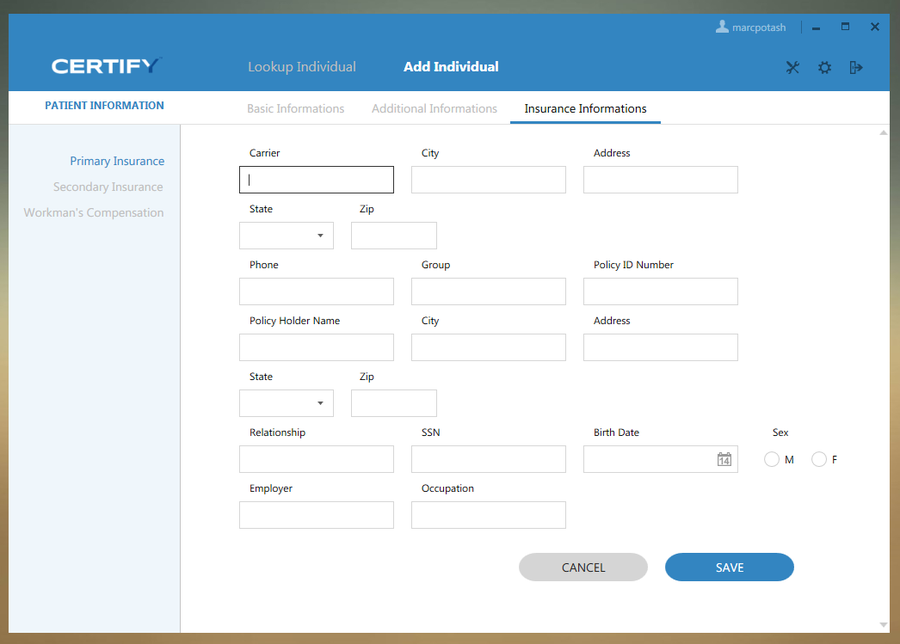 marcpotash
CERTIFY
Lookup Individual Add Individual
PATIENT INFORMATION
Basic Informations Additional Informations Insurance Informations
Primary Insurance
Secondary Insurance
Workman's Compensation
Carrier City Address
State Zip
Phone Group Policy ID Number
Policy Holder Name City Address
State Zip
Relationship SSN Birth Date Sex
14 M F
Employer Occupation
CANCEL SAVE